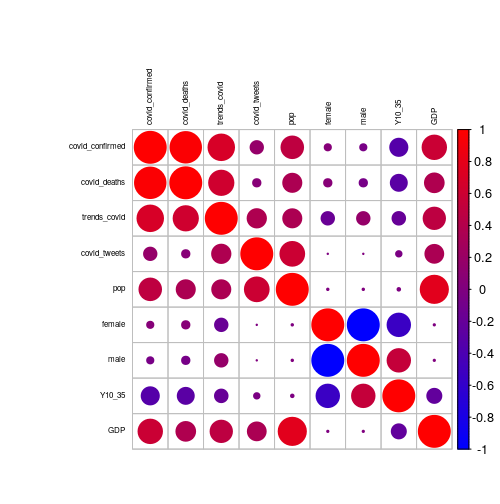 covid_confirmed
covid_deaths
trends_covid
covid_tweets
pop
female
male
Y10_35
GDP
covid_confirmed
covid_deaths
trends_covid
covid_tweets
pop
female
male
Y10_35
GDP
1
0.8
0.6
0.4
0.2
0
-0.2
-0.4
-0.6
-0.8
-1